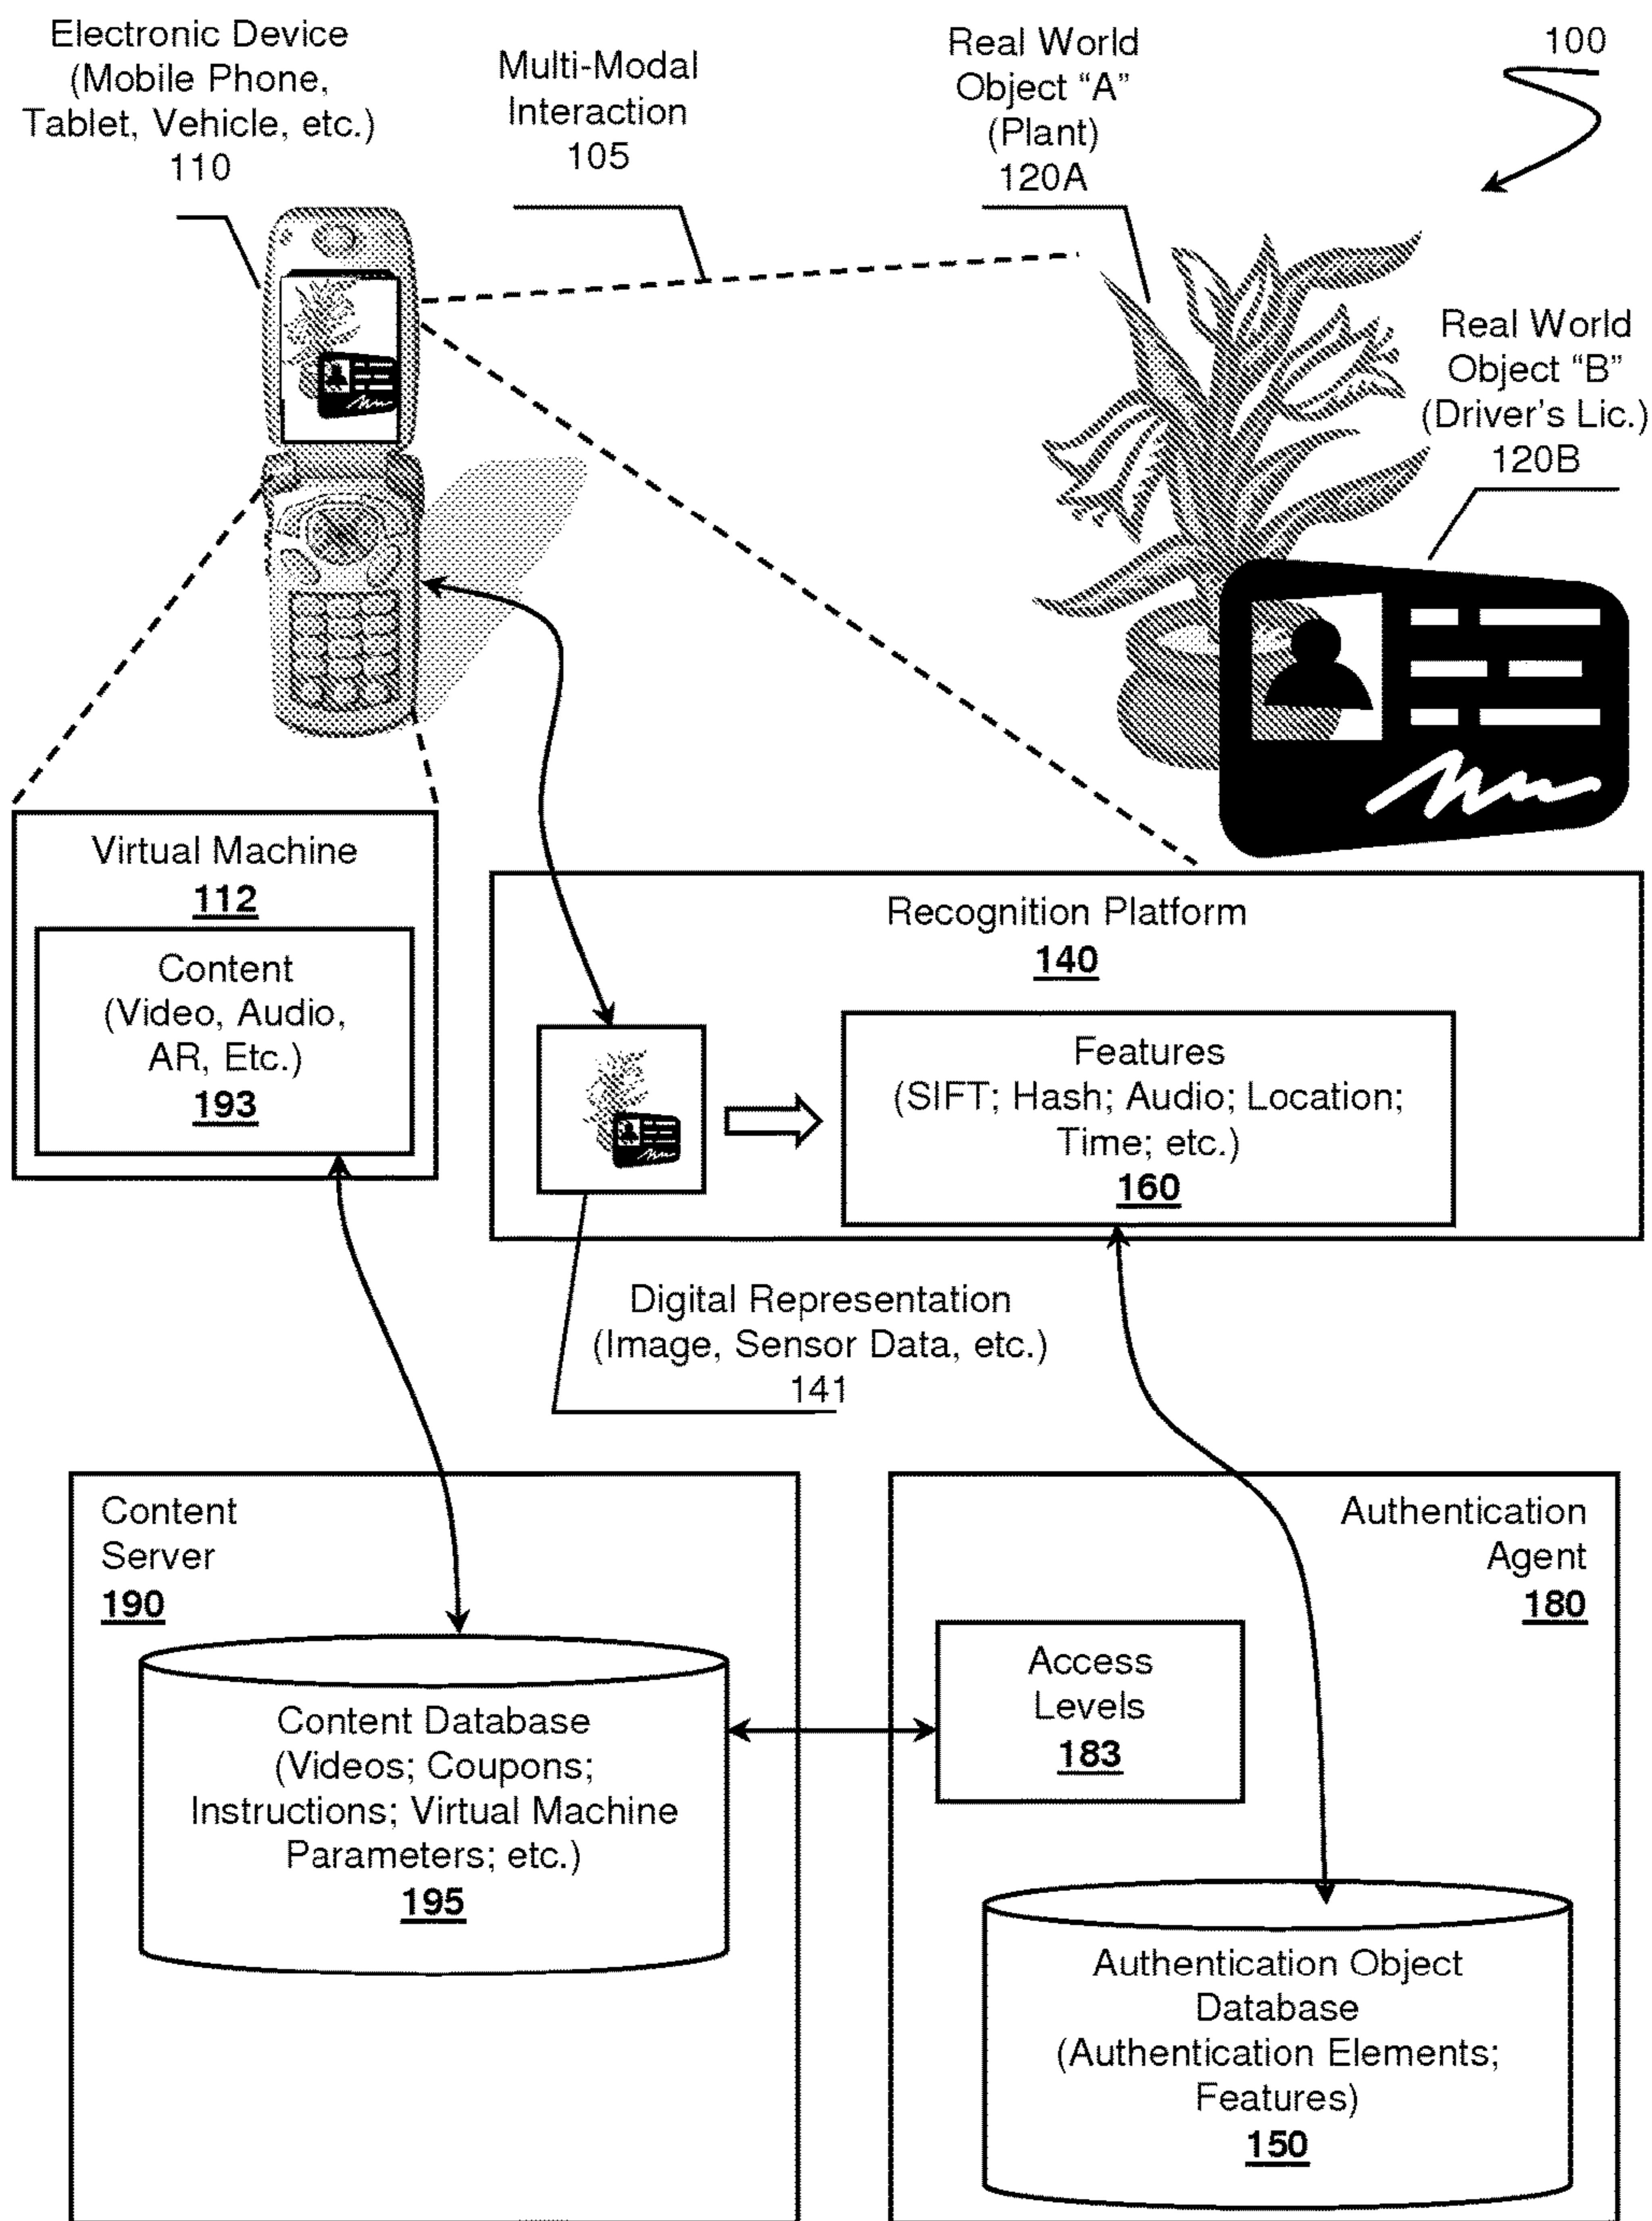 Electronic Device
(Mobile Phone,
Tablet, Vehicle, etc.)
110
Multi-Modal
Interaction
105
Real World
Object “A”
(Plant)
120A
100
Real World
Object “B”
(Driver’s Lic.)
120B
Virtual Machine
112
Content
(Video, Audio,
AR, Etc.)
193
Recognition Platform
140
Features
(SIFT; Hash; Audio; Location;
Time; etc.)
160
Digital Representation
(Image, Sensor Data, etc.)
141
Content
Server
190
Content Database
(Videos; Coupons;
Instructions; Virtual Machine
Parameters; etc.)
195
Authentication
Agent
180
Access
Levels
183
Authentication Object
Database
(Authentication Elements;
Features)
150